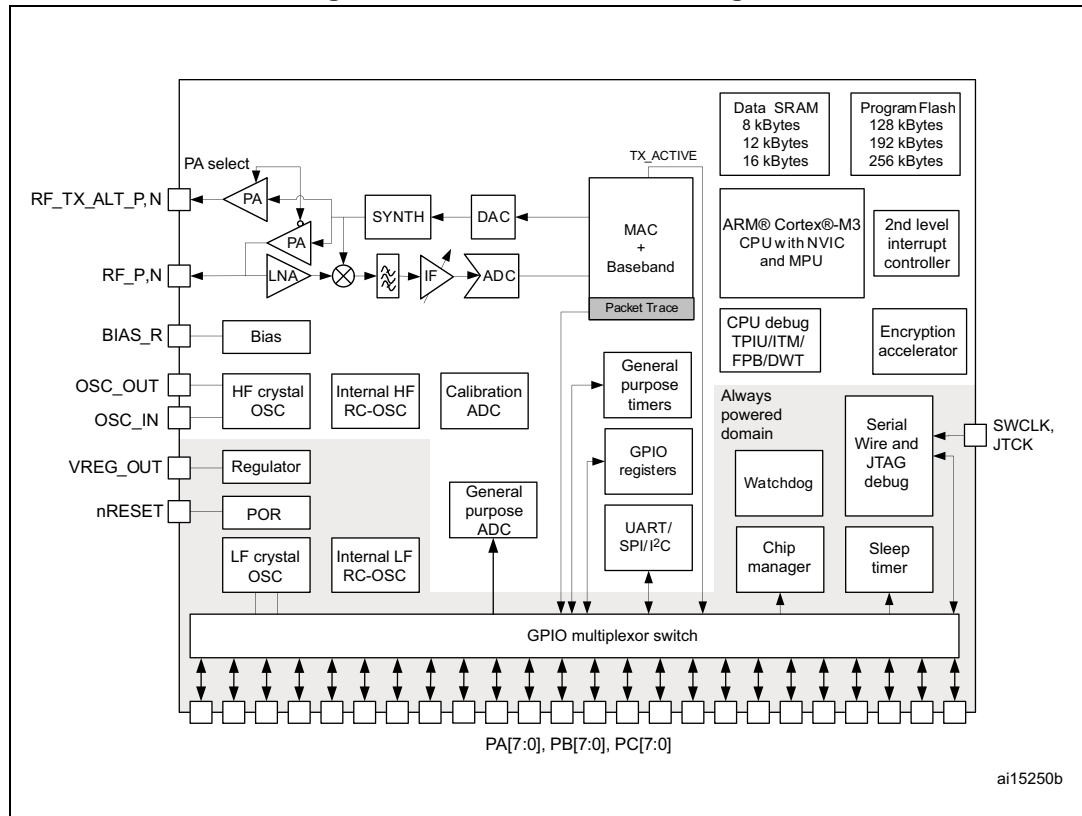 Data SRAM
8 kBytes
12 kBytes
16 kBytes
Program Flash
128 kBytes
192 kBytes
256 kBytes
TX_ACTIVE
PA select
RF_TX_ALT_P,N
PA
SYNTH
DAC
MAC
+
Baseband
ARM® Cortex®-M3
CPU with NVIC
and MPU
2nd level
interrupt
controller
PA
RF_P,N
LNA
IF
ADC
Packet Trace
BIAS_R
Bias
CPU debug
TPIU/ITM/
FPB/DWT
Encryption
accelerator
OSC_OUT
OSC_IN
HF crystal
OSC
Internal HF
RC-OSC
Calibration
ADC
General
purpose
timers
Always
powered
domain
Serial
Wire and
JTAG
debug
SWCLK,
JTCK
VREG_OUT
Regulator
GPIO
registers
Watchdog
nRESET
POR
General
purpose
ADC
UART/
SPI/I²C
Chip
manager
Sleep
timer
LF crystal
OSC
Internal LF
RC-OSC
GPIO multiplexor switch
PA[7:0], PB[7:0], PC[7:0]
ai15250b